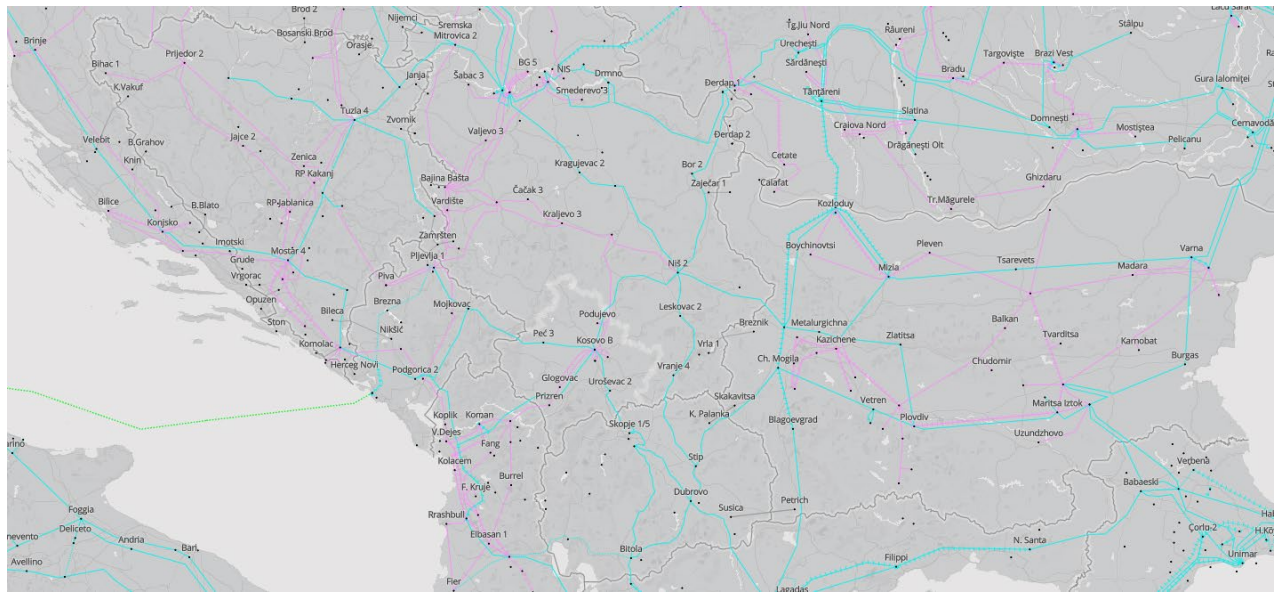 Brod 2
Nijemci
Sremska
Mitrovica 2
Tg.Jiu Nord
Răureni
Stâlpu
Lacu Sărat
Brinje
Bosanski Brod
Orasje
Urechești
Targoviște
Brazi Vest
Prijedor 2
BG 5
Bihac 1
Janja
Šabac 3
NIS
Drmno
Sărdănești
Bradu
Gura Ialomiței
K.Vakuf
Smederevo 3
Đerdap 1
Tânțăreni
Tuzla 4
Slatina
Zvornik
Domnești
Cernavodă
Velebit
B.Grahov
Jajce 2
Valjevo 3
Đerdap 2
Craiova Nord
Mostiștea
Pelicanu
Knin
Zenica
Kragujevac 2
Bor 2
Cetate
Drăgănești Olt
RP Kakanj
Bajina Bašta
Čačak 3
Zaječar 1
Calafat
Ghizdaru
Bilice
B.Blato
RP-Jablanica
Vardište
Tr.Măgurele
Konjsko
Kraljevo 3
Kozloduy
Imotski
Mostar 4
Zamršten
Boychinovtsi
Pleven
Varna
Grude
Pljevlja 1
Niš 2
Mizia
Tsarevets
Madara
Vrgorac
Piva
Opuzen
Brezna
Mojkovac
Leskovac 2
Bileca
Podujevo
Breznik
Metalurgichna
Balkan
Ston
Nikšić
Zlatitsa
Tvarditsa
Karnobat
Komolac
Peč 3
Kosovo B
Vrla 1
Kazichene
Herceg Novi
Podgorica 2
Glogovac
Uroševac 2
Vranje 4
Ch. Mogila
Chudomir
Burgas
Prizren
Skakavitsa
Vetren
Maritsa Iztok
Koplik
Koman
K. Palanka
Blagoevgrad
Plovdiv
V.Dejes
Fang
Skopje 1/5
Uzundzhovo
Kolacem
Burrel
Stip
Verbena
F. Kruje
Dubrovo
Petrich
Babaeski
Foggia
Rrashbull
Susica
Deliceto
Elbasan 1
Çorlu-2
Andria
Bari
Bitola
N. Santa
Avellino
Filippi
Unimar
Fier
Lagadas